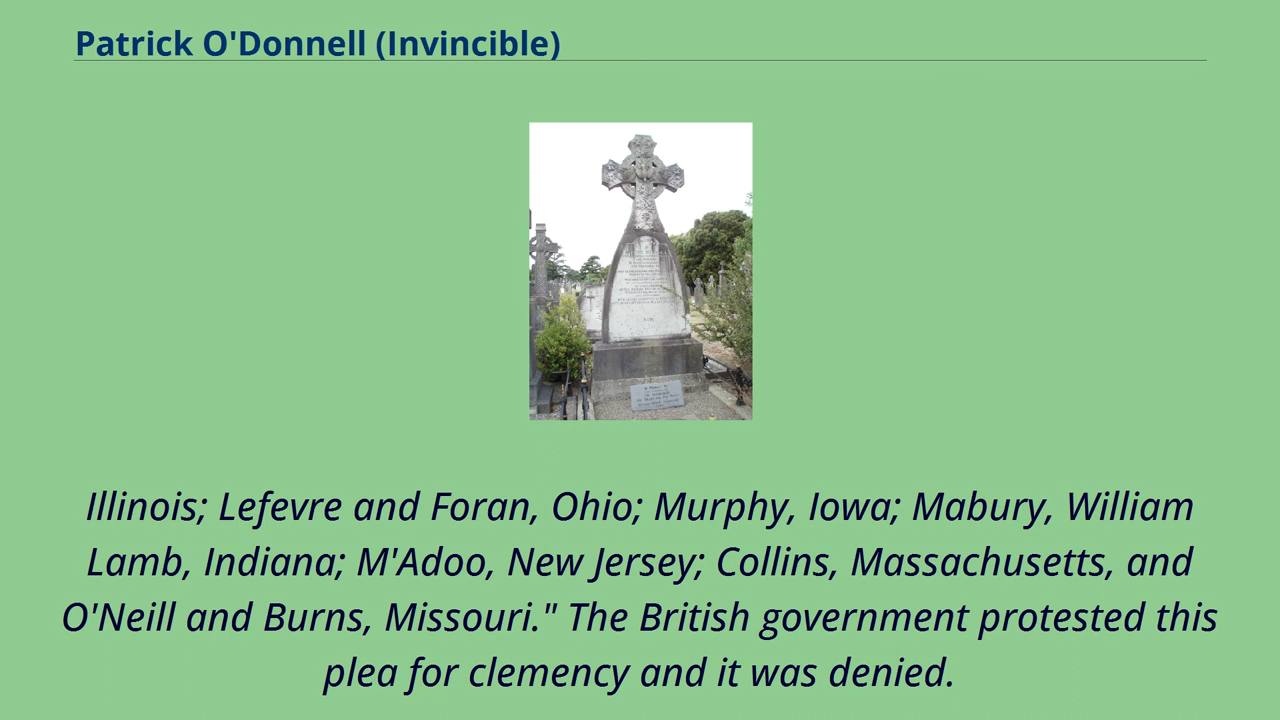 Patrick O'Donnell (Invincible)
Illinois; Lefevre and Foran, Ohio; Murphy, Iowa; Mabury, William
Lamb, Indiana; M'Adoo, New Jersey; Collins, Massachusetts, and
O'Neill and Burns, Missouri." The British government protested this
plea for clemency and it was denied.